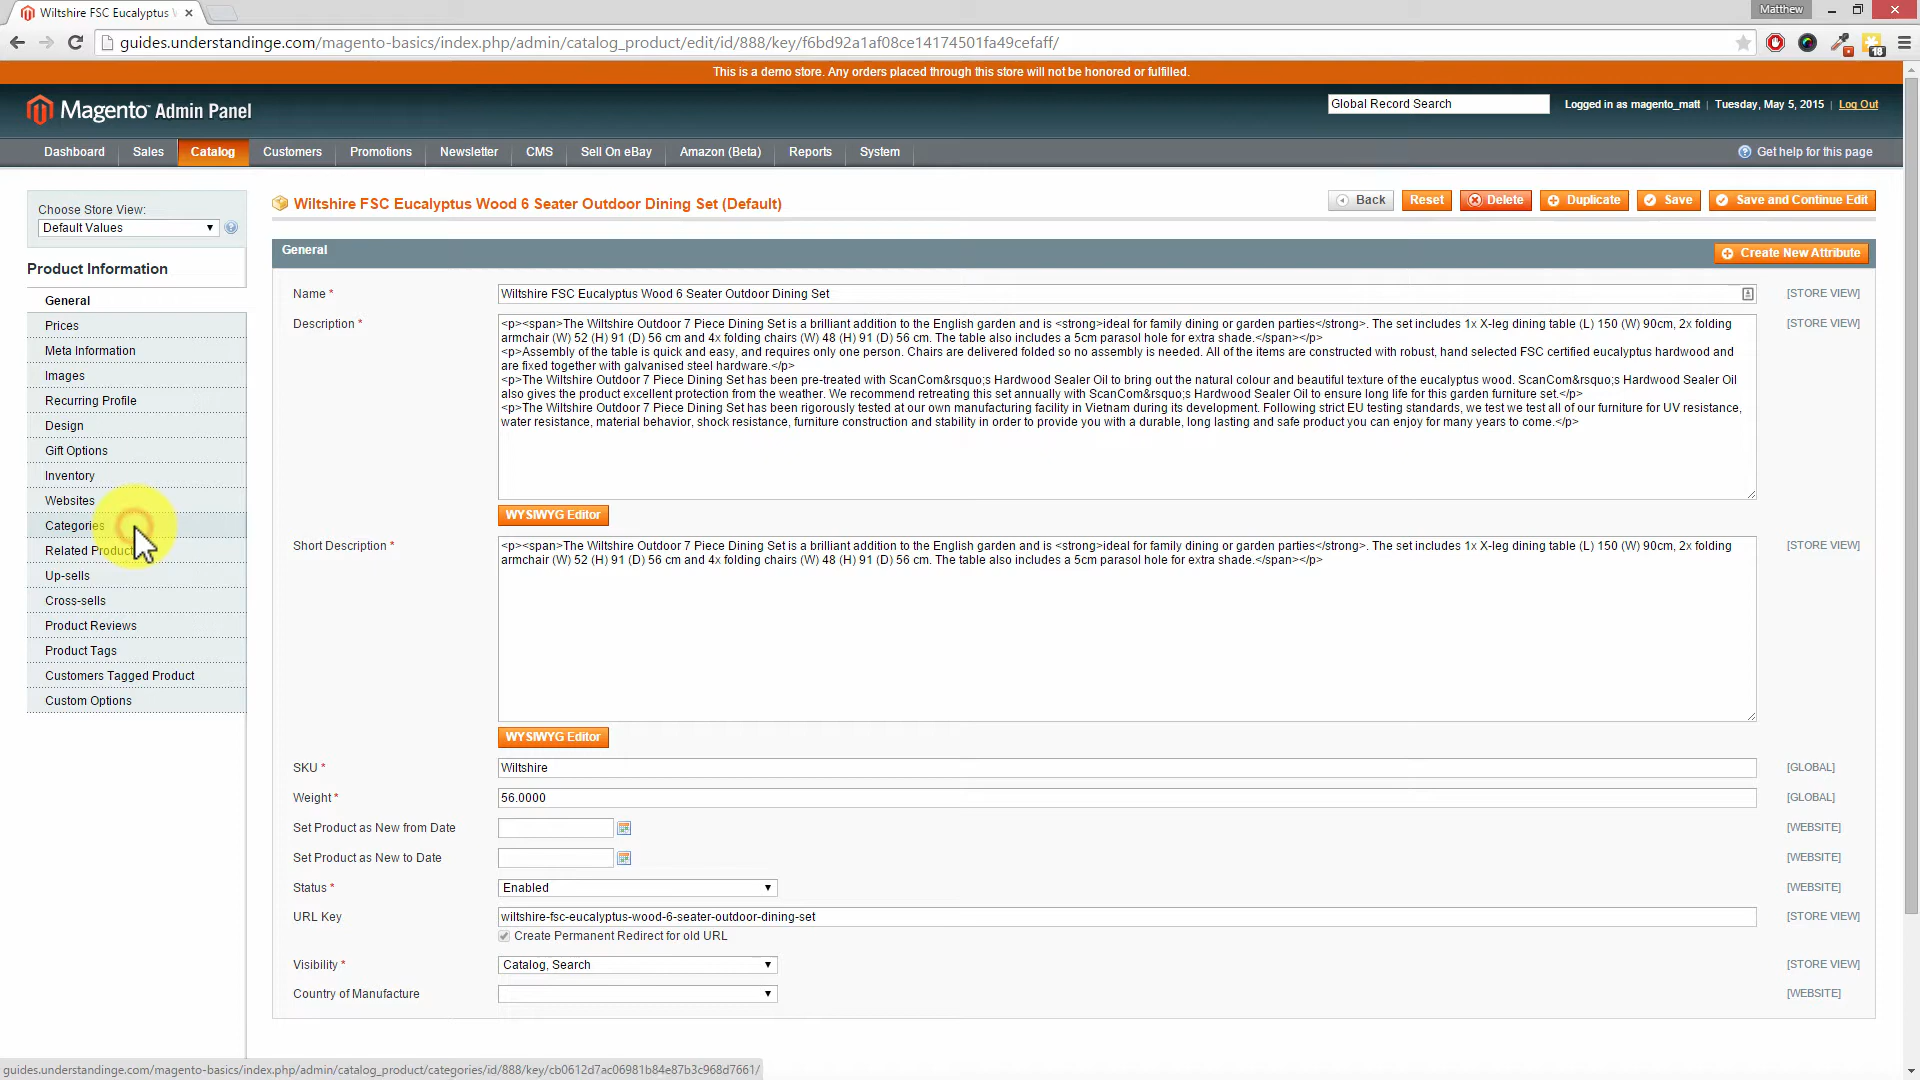 Wiltshire FSC Eucalyptus W
Matthew
guides.understandinge.com/magento-basics/index.php/admin/catalog_product/edit/id/888/key/f6bd92a1af08ce14174501fa49cefaff/
18
This is a demo store. Any orders placed through this store will not be honored or fulfilled.
Magento Admin Panel
Global Record Search
Logged in as magento_matt | Tuesday, May 5, 2015 | Log Out
Dashboard Sales Catalog Customers Promotions Newsletter CMS Sell On eBay Amazon (Beta) Reports System
Get help for this page
Choose Store View:
Default Values
Product Information
General
Prices
Meta Information
Images
Recurring Profile
Design
Gift Options
Inventory
Websites
Categories
Related Product
Up-sells
Cross-sells
Product Reviews
Product Tags
Customers Tagged Product
Custom Options
Wiltshire FSC Eucalyptus Wood 6 Seater Outdoor Dining Set (Default)
Back Reset Delete Duplicate Save Save and Continue Edit
General
Create New Attribute
Name * Wiltshire FSC Eucalyptus Wood 6 Seater Outdoor Dining Set [STORE VIEW]
Description * [STORE VIEW]
<p><span>The Wiltshire Outdoor 7 Piece Dining Set is a brilliant addition to the English garden and is <strong>ideal for family dining or garden parties</strong>. The set includes 1x X-leg dining table (L) 150 (W) 90cm, 2x folding
armchair (W) 52 (H) 91 (D) 56 cm and 4x folding chairs (W) 48 (H) 91 (D) 56 cm. The table also includes a 5cm parasol hole for extra shade.</span></p>
<p>Assembly of the table is quick and easy, and requires only one person. Chairs are delivered folded so no assembly is needed. All of the items are constructed with robust, hand selected FSC certified eucalyptus hardwood and
are fixed together with galvanised steel hardware.</p>
<p>The Wiltshire Outdoor 7 Piece Dining Set has been pre-treated with ScanCom&rsquo;s Hardwood Sealer Oil to bring out the natural colour and beautiful texture of the eucalyptus wood. ScanCom&rsquo;s Hardwood Sealer Oil
also gives the product excellent protection from the weather. We recommend retreating this set annually with ScanCom&rsquo;s Hardwood Sealer Oil to ensure long life for this garden furniture set.</p>
<p>The Wiltshire Outdoor 7 Piece Dining Set has been rigorously tested at our own manufacturing facility in Vietnam during its development. Following strict EU testing standards, we test we test all of our furniture for UV resistance,
water resistance, material behavior, shock resistance, furniture construction and stability in order to provide you with a durable, long lasting and safe product you can enjoy for many years to come.</p>
WYSIWYG Editor
Short Description * [STORE VIEW]
<p><span>The Wiltshire Outdoor 7 Piece Dining Set is a brilliant addition to the English garden and is <strong>ideal for family dining or garden parties</strong>. The set includes 1x X-leg dining table (L) 150 (W) 90cm, 2x folding
armchair (W) 52 (H) 91 (D) 56 cm and 4x folding chairs (W) 48 (H) 91 (D) 56 cm. The table also includes a 5cm parasol hole for extra shade.</span></p>
WYSIWYG Editor
SKU * Wiltshire [GLOBAL]
Weight * 56.0000 [GLOBAL]
Set Product as New from Date [WEBSITE]
Set Product as New to Date [WEBSITE]
Status * Enabled [WEBSITE]
URL Key wiltshire-fsc-eucalyptus-wood-6-seater-outdoor-dining-set [STORE VIEW]
Create Permanent Redirect for old URL
Visibility * Catalog, Search [STORE VIEW]
Country of Manufacture [WEBSITE]
guides.understandinge.com/magento-basics/index.php/admin/catalog_product/categories/id/888/key/cb0612d7ac06981b84e87b3c968d7661/